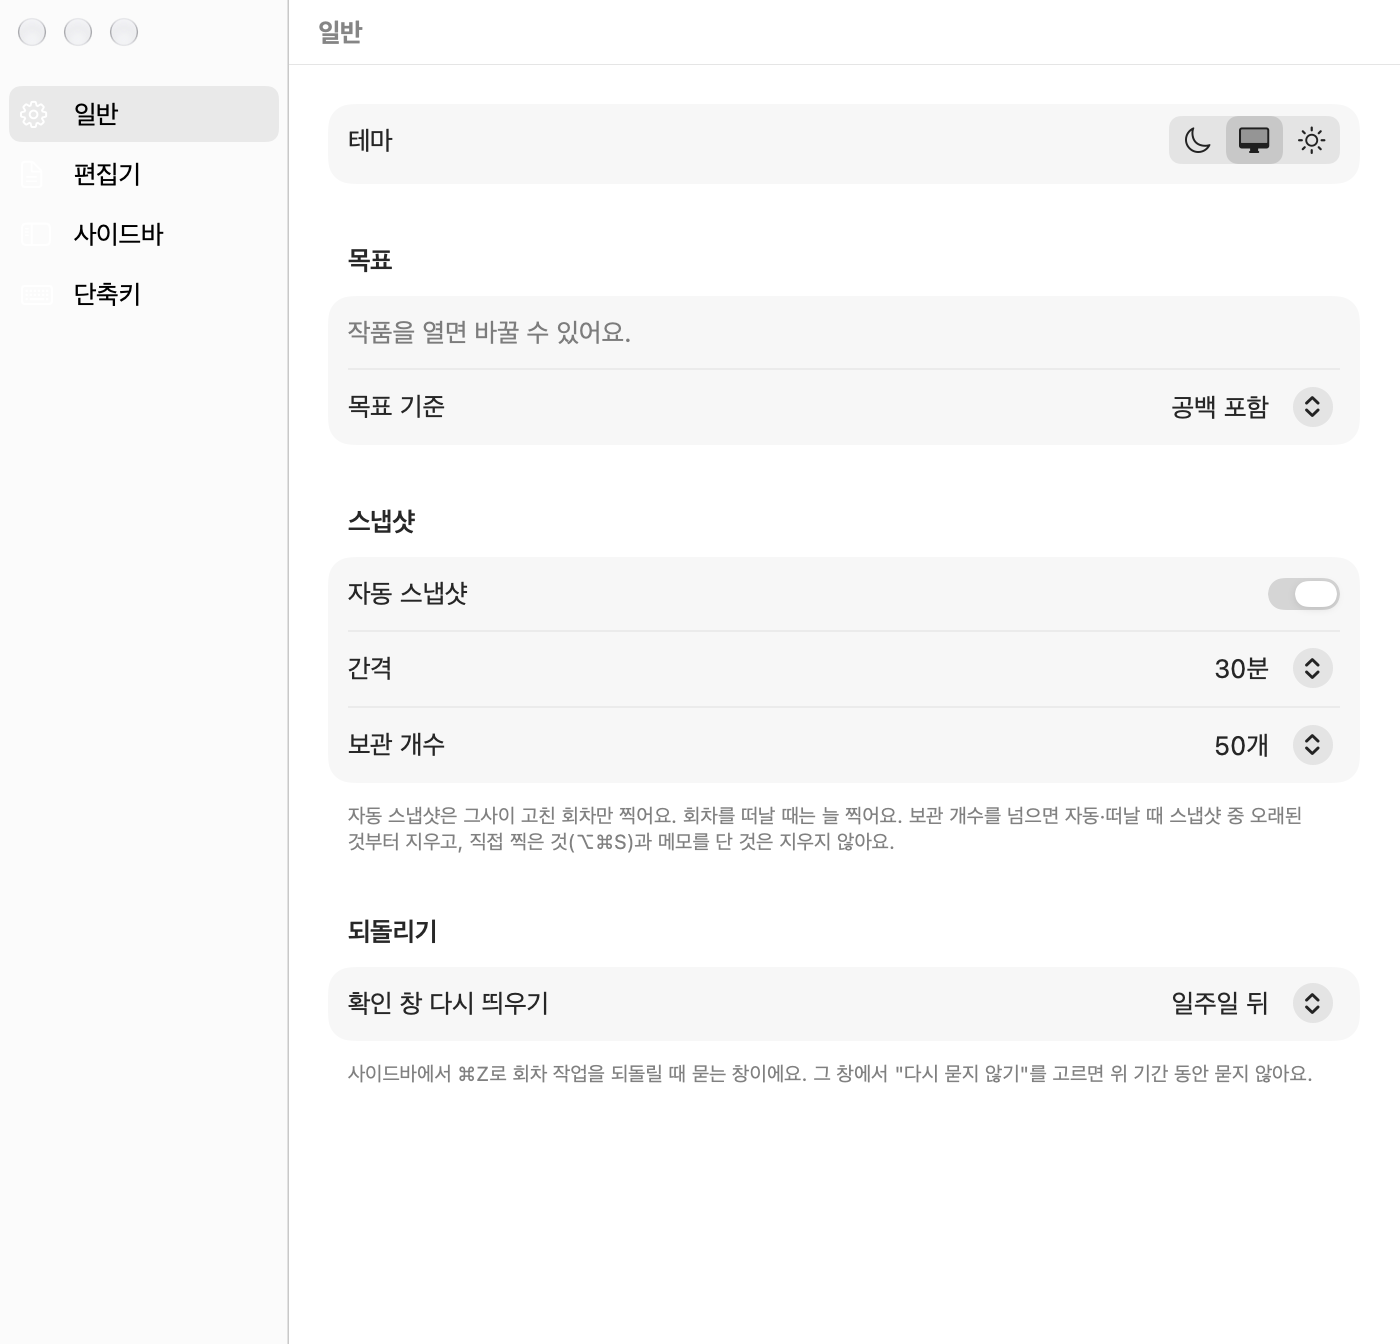 일반
일반
편집기
사이드바
단축키
테마
목표
작품을 열면 바꿀 수 있어요.
목표 기준 공백 포함
스냅샷
자동 스냅샷
간격 30분
보관 개수 50개
자동 스냅샷은 그사이 고친 회차만 찍어요. 회차를 떠날 때는 늘 찍어요. 보관 개수를 넘으면 자동·떠날 때 스냅샷 중 오래된
것부터 지우고, 직접 찍은 것(⌥⌘S)과 메모를 단 것은 지우지 않아요.
되돌리기
확인 창 다시 띄우기 일주일 뒤
사이드바에서 ⌘Z로 회차 작업을 되돌릴 때 묻는 창이에요. 그 창에서 "다시 묻지 않기"를 고르면 위 기간 동안 묻지 않아요.